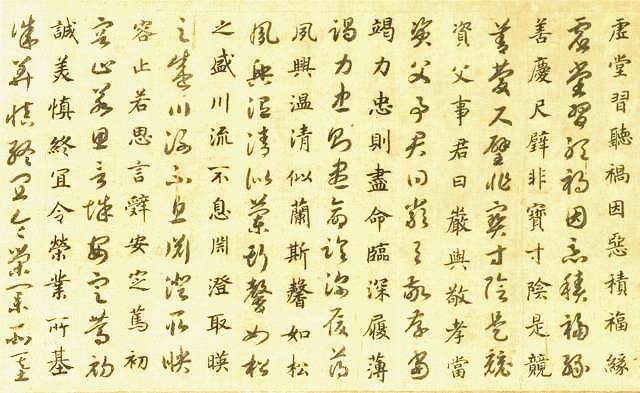 虛堂習聽禍因惡積福緣
虛堂習聽禍因惡積福緣
善慶尺璧非寶寸陰是競
善慶尺璧非寶寸陰是競
資父事君曰嚴與敬孝當
資父事君曰嚴與敬孝當
竭力忠則盡命臨深履薄
竭力忠則盡命臨深履薄
夙興温凊似蘭斯馨如松
夙興温凊似蘭斯馨如松
之盛川流不息淵澄取暎
之盛川流不息淵澄取暎
容止若思言辭安定篤初
容止若思言辭安定篤初
誠美慎終宜令榮業所基
誠美慎終宜令榮業所基